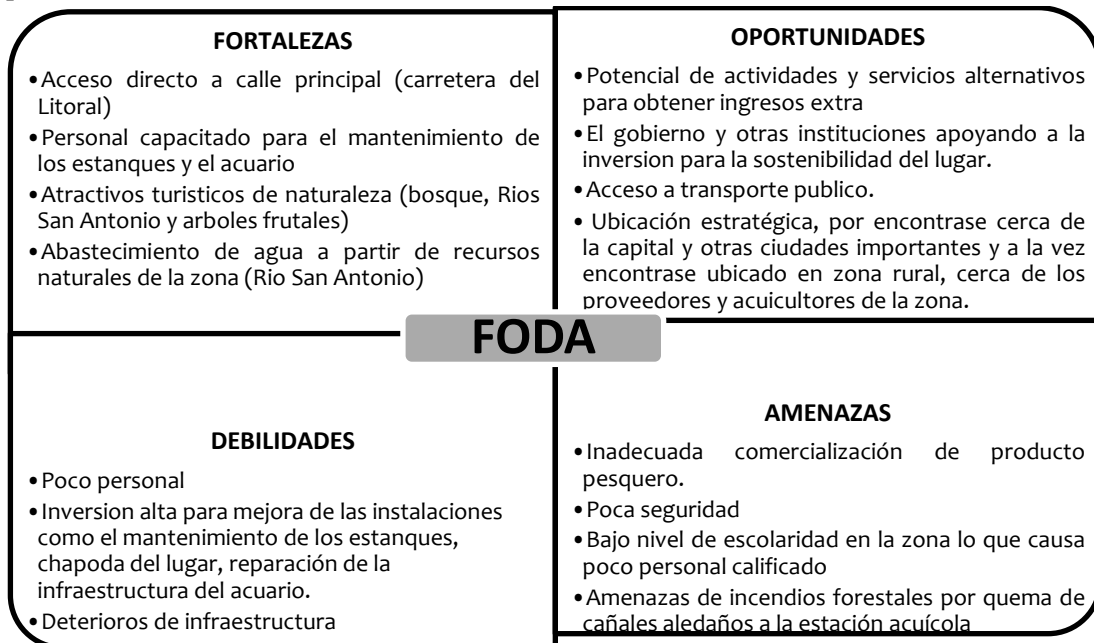 FORTALEZAS
•Acceso directo a calle principal (carretera del
Litoral)
•Personal capacitado para el mantenimiento de
los estanques y el acuario
•Atractivos turisticos de naturaleza (bosque, Rios
San Antonio y arboles frutales)
•Abastecimiento de agua a partir de recursos
naturales de la zona (Rio San Antonio)
OPORTUNIDADES
•Potencial de actividades y servicios alternativos
para obtener ingresos extra
•El gobierno y otras instituciones apoyando a la
inversion para la sostenibilidad del lugar.
•Acceso a transporte publico.
• Ubicación estratégica, por encontrase cerca de
la capital y otras ciudades importantes y a la vez
encontrase ubicado en zona rural, cerca de los
proveedores y acuicultores de la zona.
FODA
DEBILIDADES
•Poco personal
•Inversion alta para mejora de las instalaciones
como el mantenimiento de los estanques,
chapoda del lugar, reparación de la
infraestructura del acuario.
•Deterioros de infraestructura
AMENAZAS
•Inadecuada comercialización de producto
pesquero.
•Poca seguridad
•Bajo nivel de escolaridad en la zona lo que causa
poco personal calificado
•Amenazas de incendios forestales por quema de
cañales aledaños a la estación acuícola